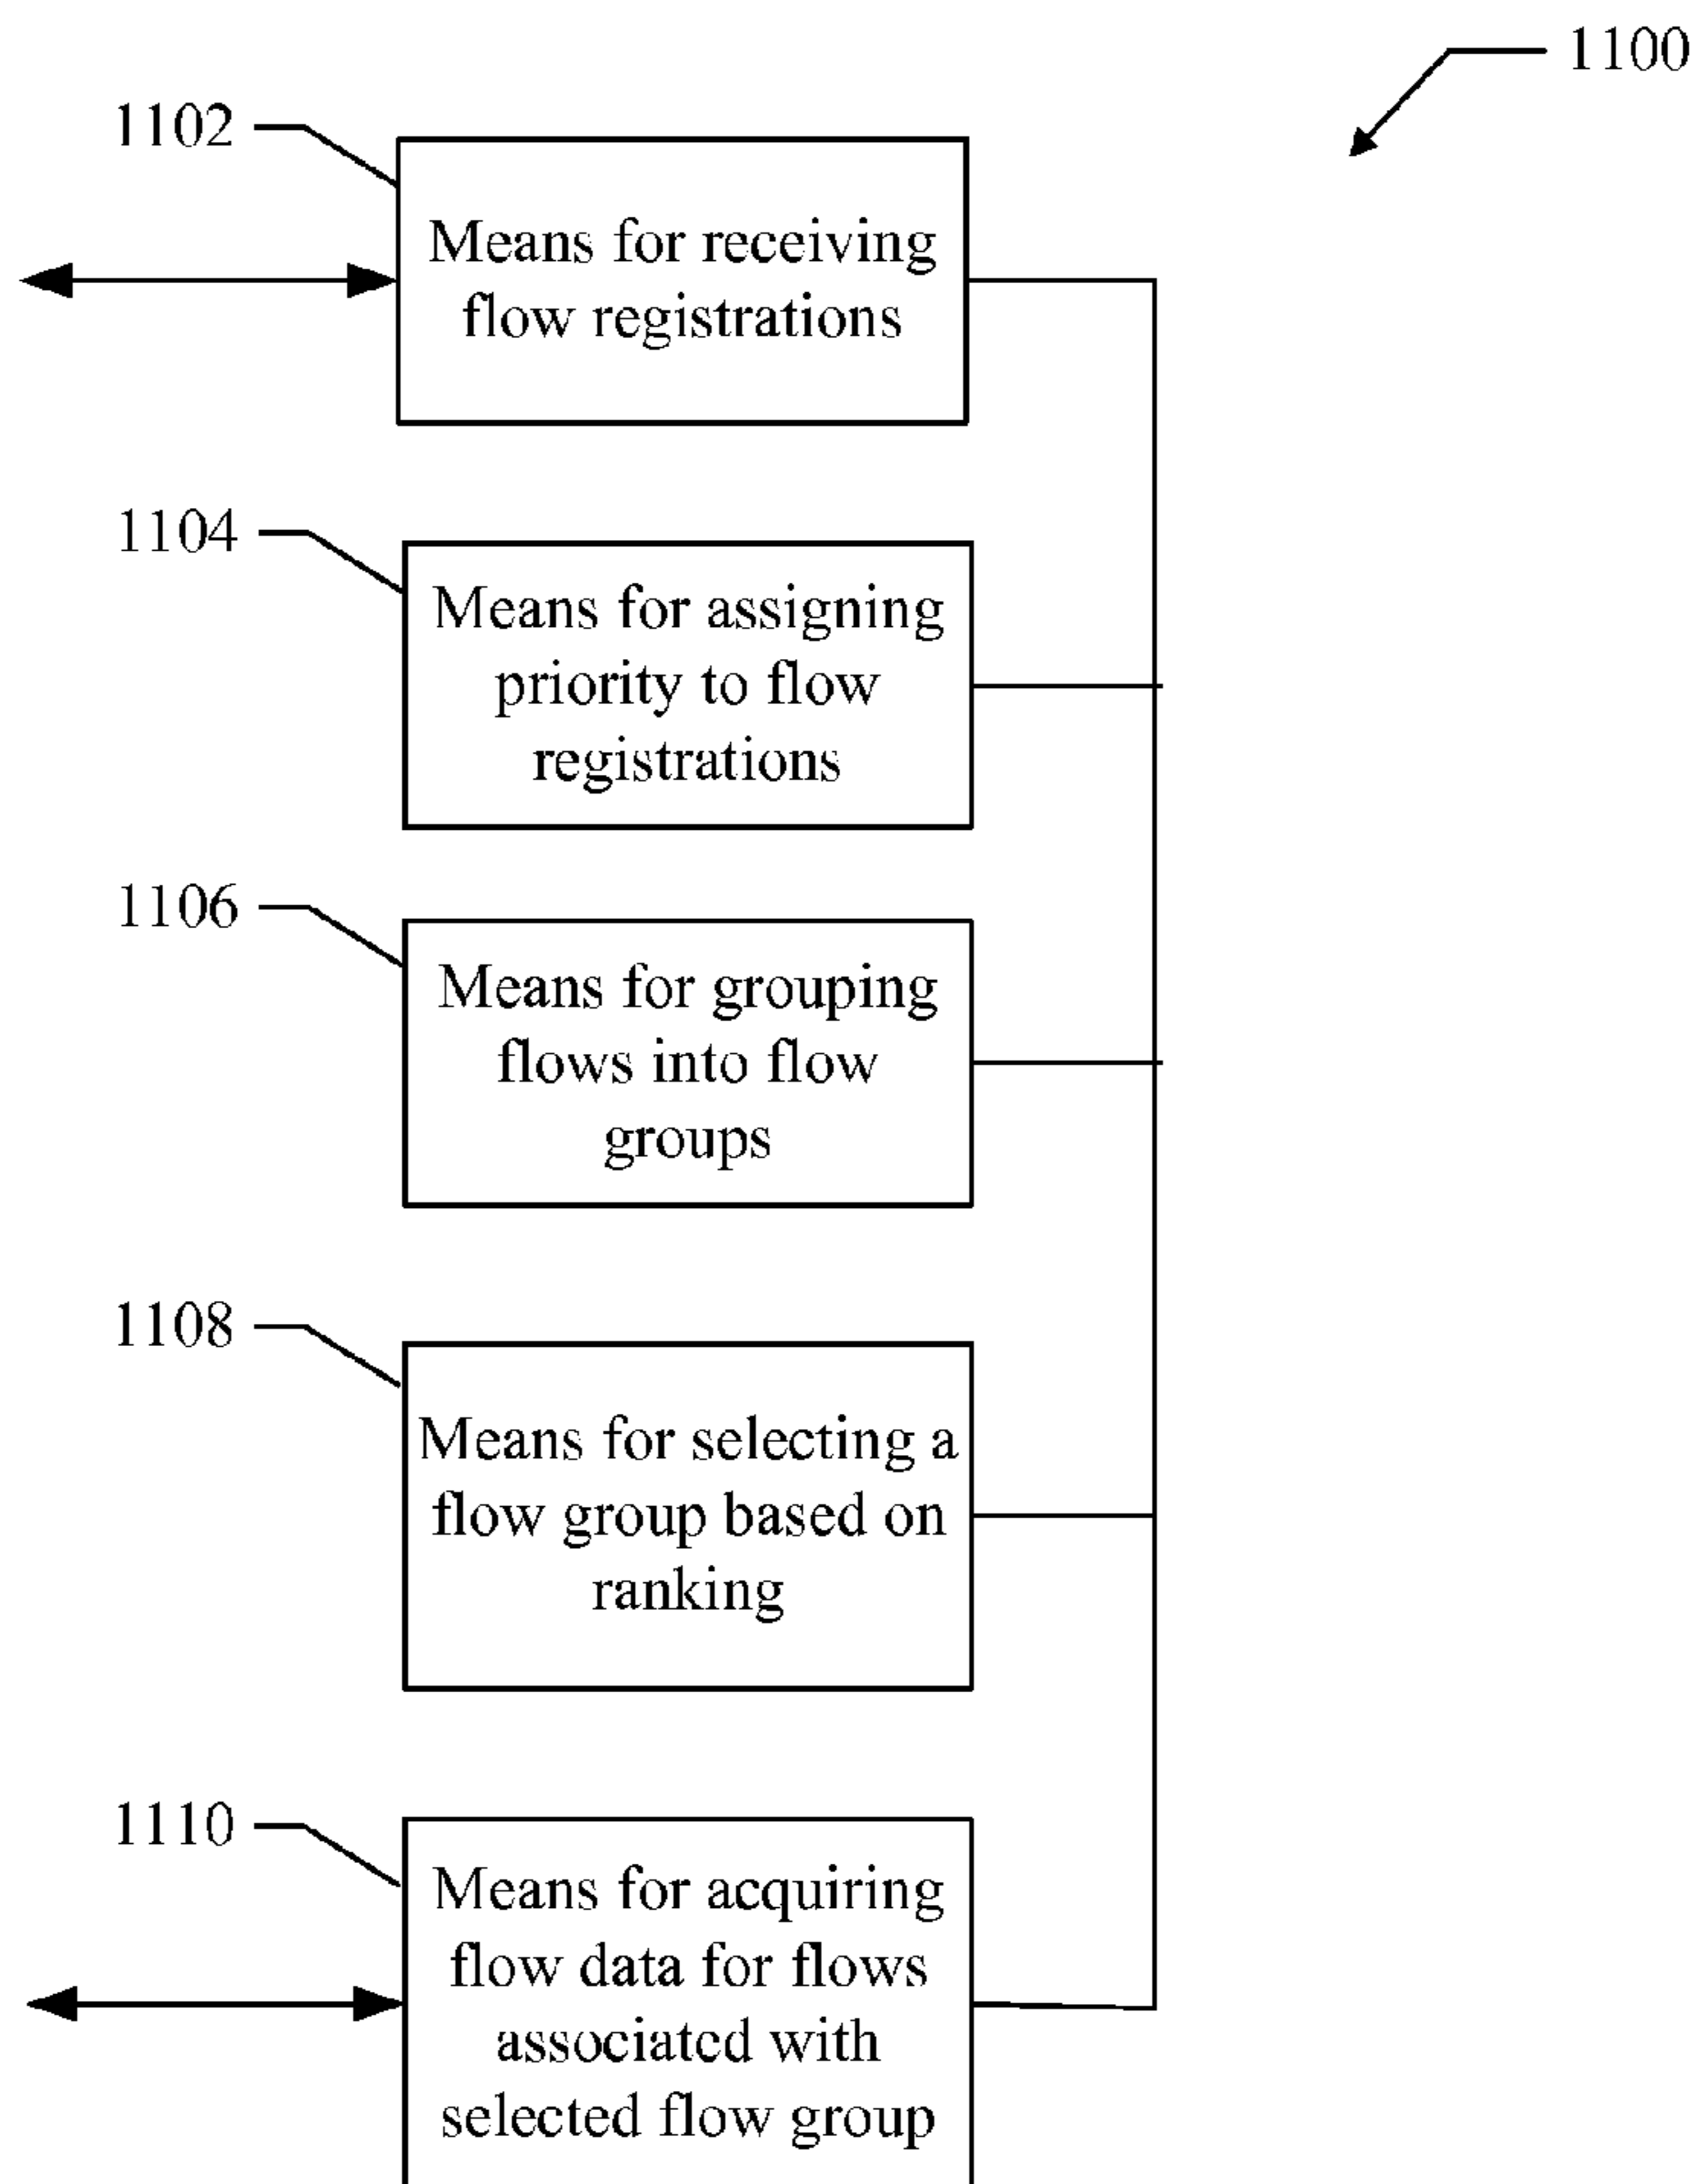 1100
1102
Means for receiving
flow registrations
1104
Means for assigning
priority to flow
registrations
1106
Means for grouping
flows into flow
groups
1108
Means for selecting a
flow group based on
ranking
1110
Means for acquiring
flow data for flows
associated with
selected flow group